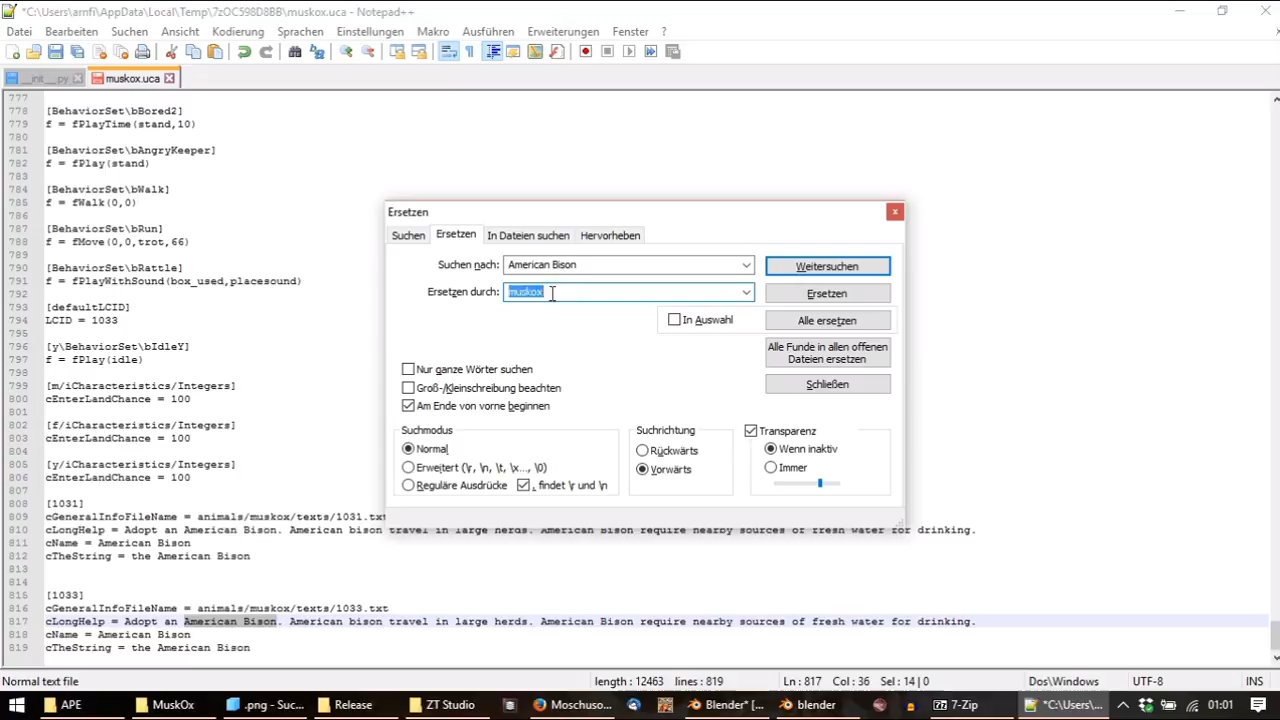 *C:\Users\arnfi\AppData\Local\Temp\7zOC598D8BB\muskox.uca - Notepad++
Datei Bearbeiten Suchen Ansicht Kodierung Sprachen Einstellungen Makro Ausführen Erweiterungen Fenster ?
__init__.py muskox.uca
777
778 [BehaviorSet\bBored2]
779 f = fPlayTime(stand,10)
780
781 [BehaviorSet\bAngryKeeper]
782 f = fPlay(stand)
783
784 [BehaviorSet\bWalk]
785 f = fWalk(0,0)
786
787 [BehaviorSet\bRun]
788 f = fMove(0,0,trot,66)
789
790 [BehaviorSet\bRattle]
791 f = fPlayWithSound(box_used,placesound)
792
793 [defaultLCID]
794 LCID = 1033
795
796 [y\BehaviorSet\bIdleY]
797 f = fPlay(idle)
798
799 [m/iCharacteristics/Integers]
800 cEnterLandChance = 100
801
802 [f/iCharacteristics/Integers]
803 cEnterLandChance = 100
804
805 [y/iCharacteristics/Integers]
806 cEnterLandChance = 100
807
808 [1031]
809 cGeneralInfoFileName = animals/muskox/texts/1031.txt
810 cLongHelp = Adopt an American Bison. American bison travel in large herds. American Bison require nearby sources of fresh water for drinking.
811 cName = American Bison
812 cTheString = the American Bison
813
814
815 [1033]
816 cGeneralInfoFileName = animals/muskox/texts/1033.txt
817 cLongHelp = Adopt an American Bison. American bison travel in large herds. American Bison require nearby sources of fresh water for drinking.
818 cName = American Bison
819 cTheString = the American Bison
Ersetzen
Suchen Ersetzen In Dateien suchen Hervorheben
Suchen nach: American Bison Weitersuchen
Ersetzen durch: muskox Ersetzen
In Auswahl Alle ersetzen
Alle Funde in allen offenen
Dateien ersetzen
Schließen
Nur ganze Wörter suchen
Groß-/Kleinschreibung beachten
Am Ende von vorne beginnen
Suchmodus
Normal
Erweitert (\r, \n, \t, \x..., \0)
Reguläre Ausdrücke . findet \r und \n
Suchrichtung
Rückwärts
Vorwärts
Transparenz
Wenn inaktiv
Immer
Normal text file length : 12463 lines : 819 Ln : 817 Col : 36 Sel : 14 | 0 Dos\Windows UTF-8 INS
APE MuskOx .png - Suc... Release ZT Studio Moschuso... Blender* [... blender 7-Zip *C:\Users\... 01:01